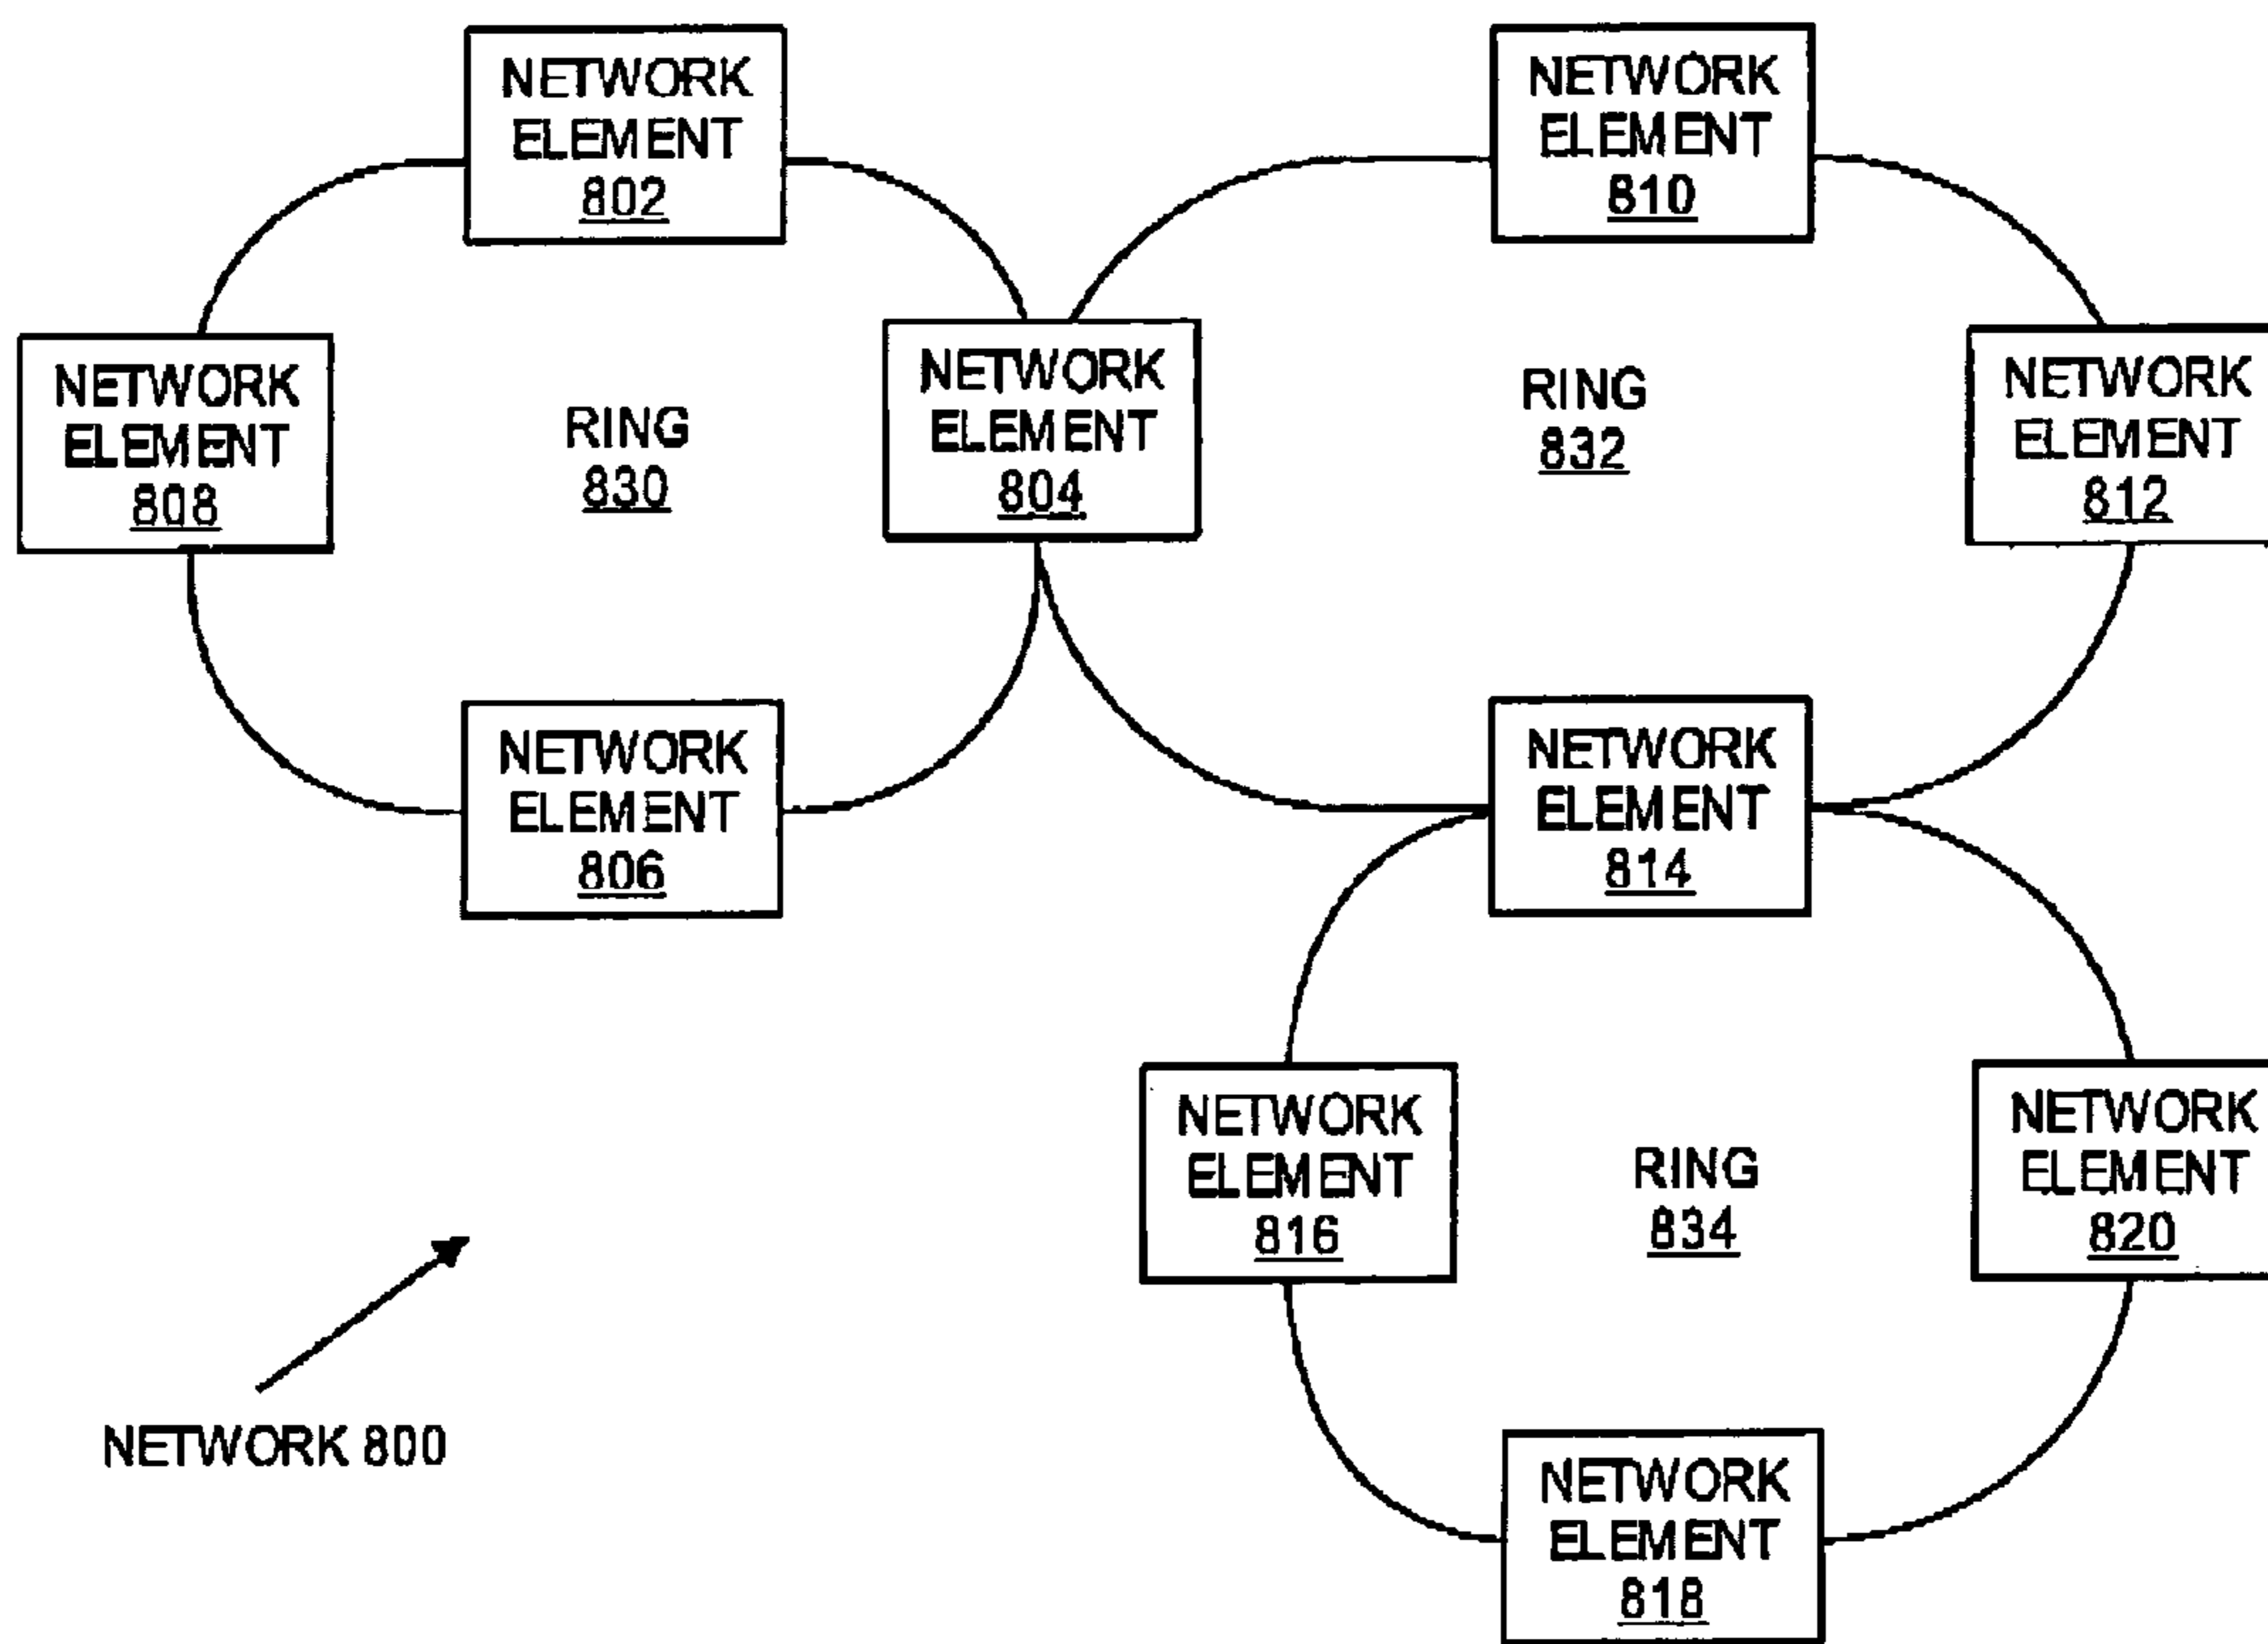 NETWORK
ELEMENT
802
NETWORK
ELEMENT
810
NETWORK
ELEMENT
808
RING
830
NETWORK
ELEMENT
804
RING
832
NETWORK
ELEMENT
812
NETWORK
ELEMENT
806
NETWORK
ELEMENT
814
NETWORK
ELEMENT
816
RING
834
NETWORK
ELEMENT
820
NETWORK 800
NETWORK
ELEMENT
818